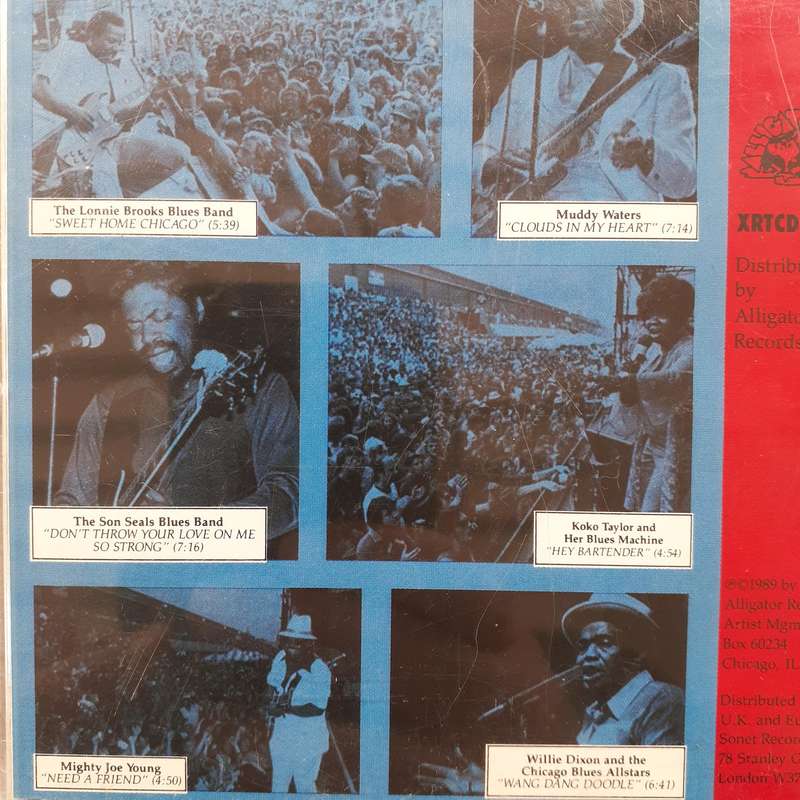 The Lonnie Brooks Blues Band
"SWEET HOME CHICAGO" (5:39)
Muddy Waters
"CLOUDS IN MY HEART" (7:14)
The Son Seals Blues Band
"DON'T THROW YOUR LOVE ON ME
SO STRONG" (7:16)
Koko Taylor and
Her Blues Machine
"HEY BARTENDER" (4:54)
Mighty Joe Young
"NEED A FRIEND" (4:50)
Willie Dixon and the
Chicago Blues Allstars
"WANG DANG DOODLE" (6:41)
XRTCD
Distribu
by
Alligato
Records
℗©1989 by
Alligator Re
Artist Mgm
Box 60234
Chicago, IL
Distributed
U.K. and Eu
Sonet Recor
78 Stanley G
London W37